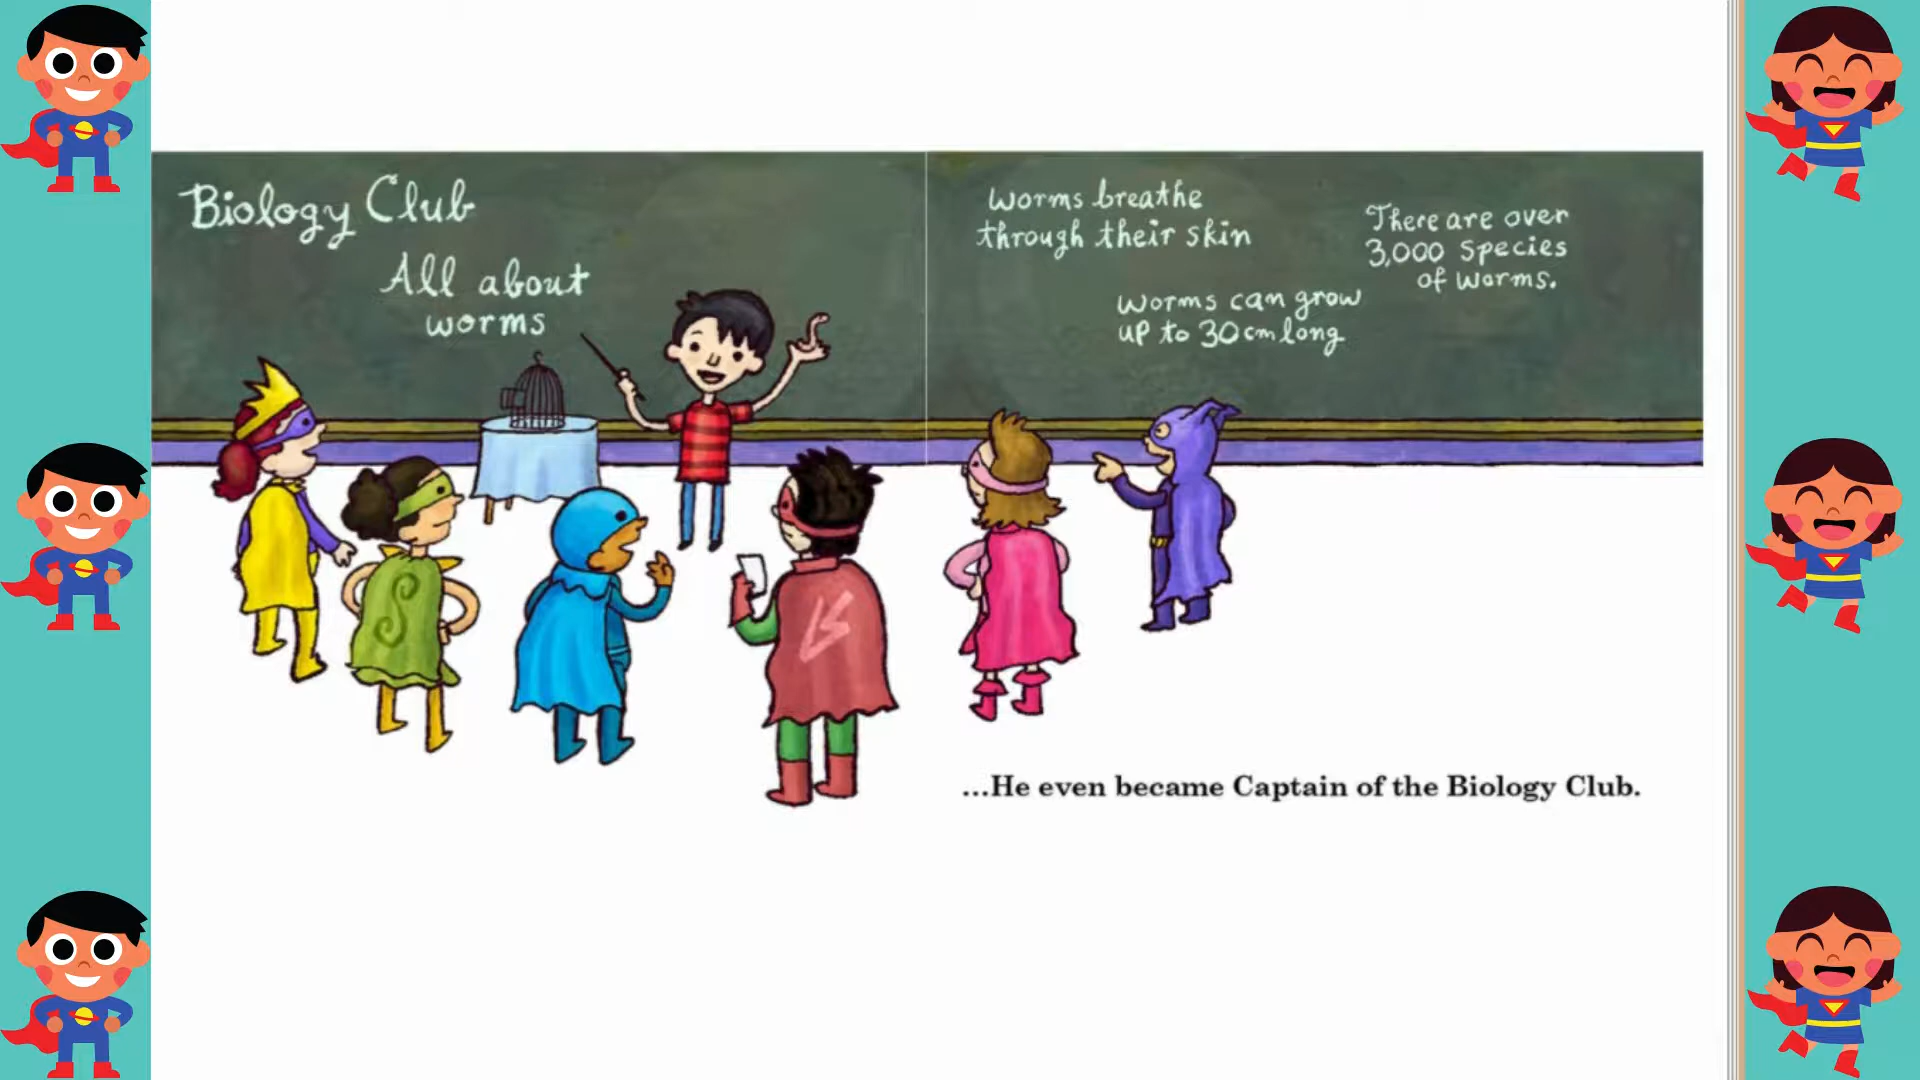 Biology Club
All about
worms
Worms breathe
through their skin
Worms can grow
up to 30cm long
There are over
3,000 species
of worms.
...He even became Captain of the Biology Club.